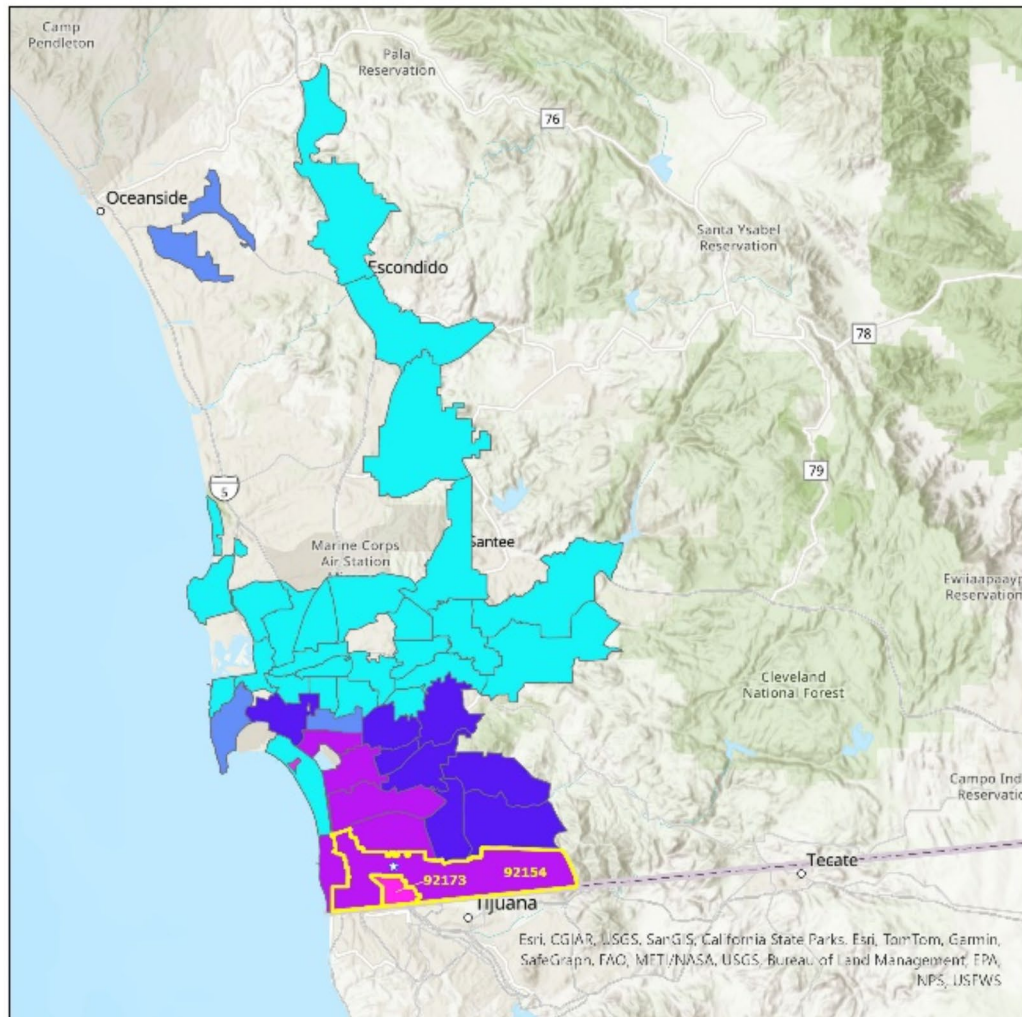 Camp
Pendleton
Pala
Reservation
76
Oceanside
Santa Ysabel
Reservation
Escondido
78
79
5
Marine Corps
Air Station
Santee
Ewiiaapaayp
Reservation
Cleveland
National Forest
Campo Ind
Reservatio
Tecate
92173
92154
Tijuana
Esri, CGIAR, USGS, SanGIS, California State Parks, Esri, TomTom, Garmin,
SafeGraph, FAO, METI/NASA, USGS, Bureau of Land Management, EPA,
NPS, USFWS